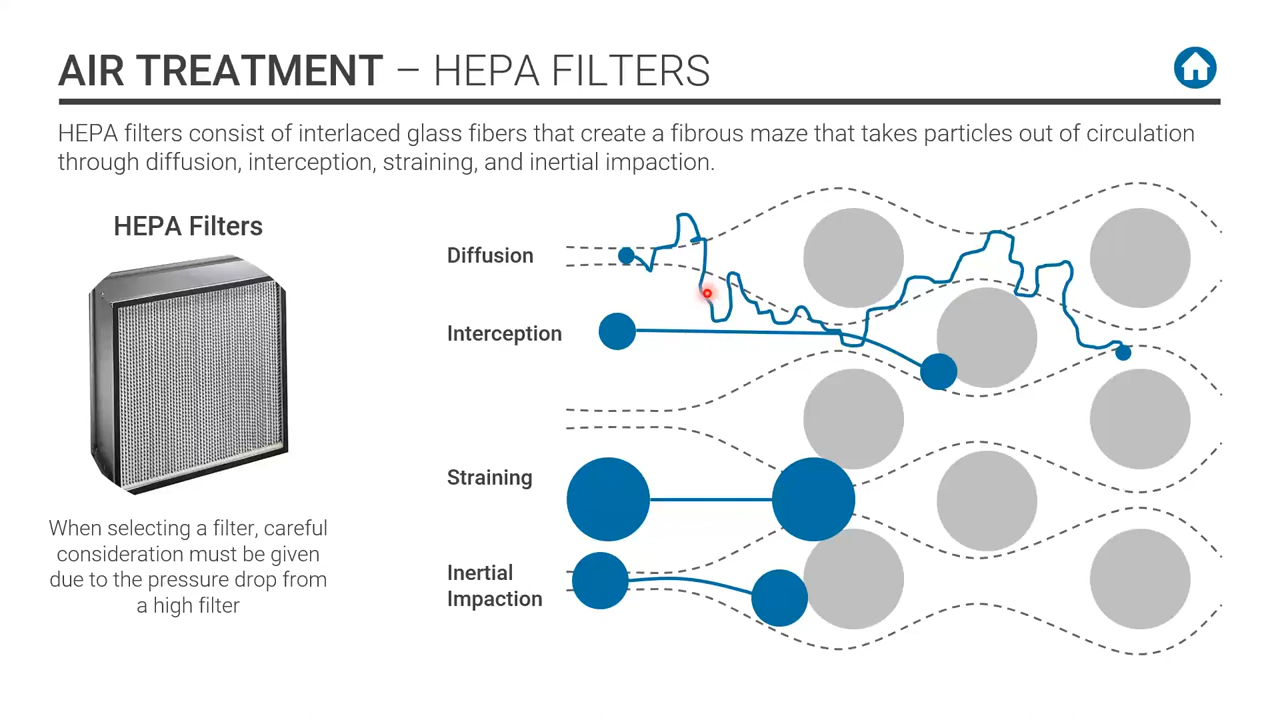 AIR TREATMENT – HEPA FILTERS
HEPA filters consist of interlaced glass fibers that create a fibrous maze that takes particles out of circulation
through diffusion, interception, straining, and inertial impaction.
HEPA Filters
When selecting a filter, careful
consideration must be given
due to the pressure drop from
a high filter
Diffusion
Interception
Straining
Inertial
Impaction